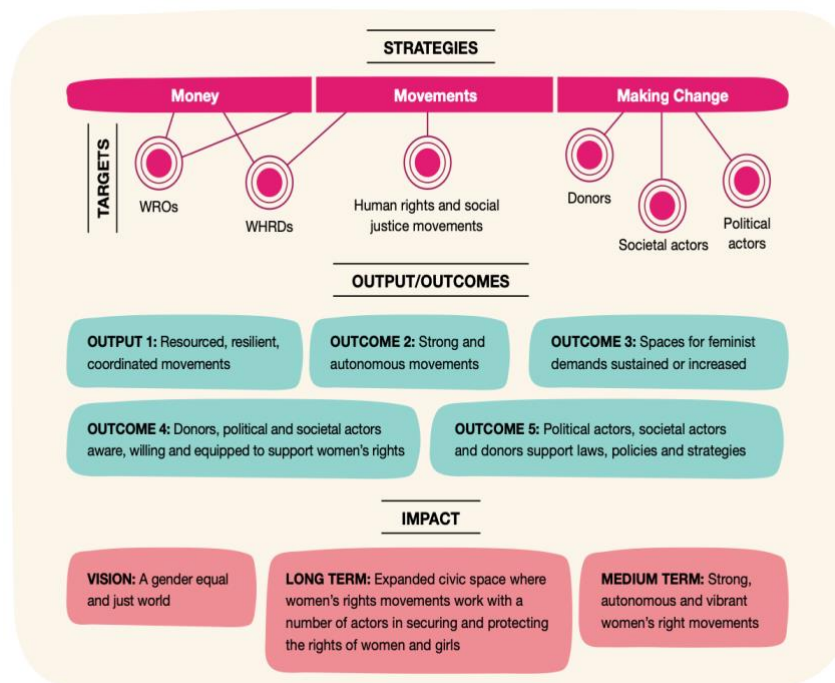 STRATEGIES
Money
Movements
Making Change
TARGETS
WROs
WHRDs
Human rights and social
justice movements
Donors
Societal actors
Political
actors
OUTPUT/OUTCOMES
OUTPUT 1: Resourced, resilient,
coordinated movements
OUTCOME 2: Strong and
autonomous movements
OUTCOME 3: Spaces for feminist
demands sustained or increased
OUTCOME 4: Donors, political and societal actors
aware, willing and equipped to support women's rights
OUTCOME 5: Political actors, societal actors
and donors support laws, policies and strategies
IMPACT
VISION: A gender equal
and just world
LONG TERM: Expanded civic space where
women's rights movements work with a
number of actors in securing and protecting
the rights of women and girls
MEDIUM TERM: Strong,
autonomous and vibrant
women's right movements